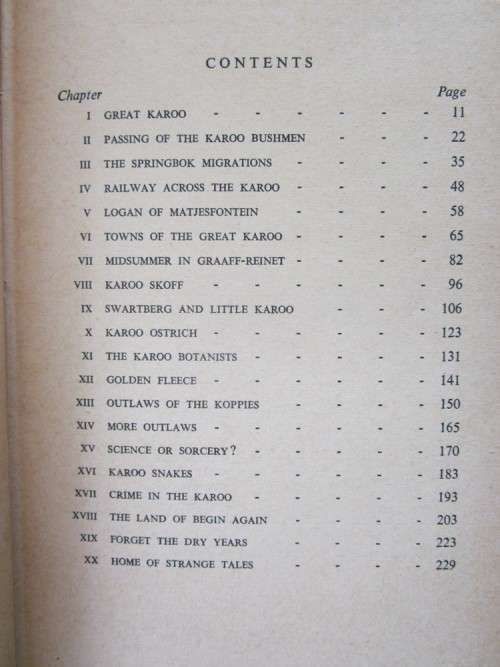 CONTENTS
Chapter Page
I GREAT KAROO - - - - - - 11
II PASSING OF THE KAROO BUSHMEN - - - 22
III THE SPRINGBOK MIGRATIONS - - - - 35
IV RAILWAY ACROSS THE KAROO - - - - 48
V LOGAN OF MATJESFONTEIN - - - - 58
VI TOWNS OF THE GREAT KAROO - - - - 65
VII MIDSUMMER IN GRAAFF-REINET - - - - 82
VIII KAROO SKOFF - - - - - - 96
IX SWARTBERG AND LITTLE KAROO - - - 106
X KAROO OSTRICH - - - - - - 123
XI THE KAROO BOTANISTS - - - - - 131
XII GOLDEN FLEECE - - - - - - 141
XIII OUTLAWS OF THE KOPPIES - - - - 150
XIV MORE OUTLAWS - - - - - - 165
XV SCIENCE OR SORCERY? - - - - - 170
XVI KAROO SNAKES - - - - - - 183
XVII CRIME IN THE KAROO - - - - - 193
XVIII THE LAND OF BEGIN AGAIN - - - - 203
XIX FORGET THE DRY YEARS - - - - 223
XX HOME OF STRANGE TALES - - - - 229